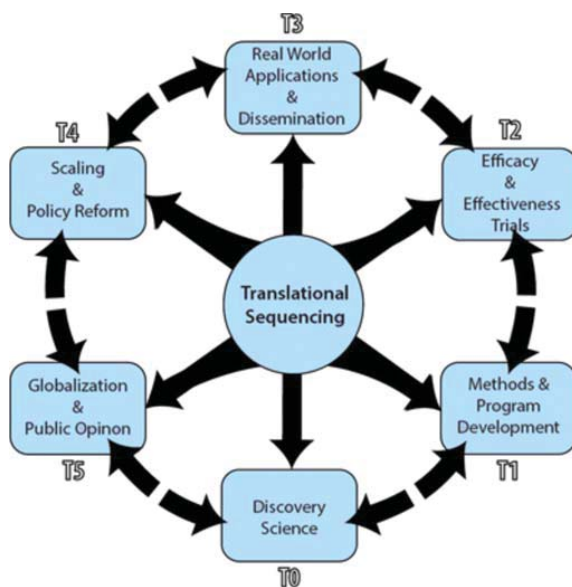 T3
Real World
Applications
&
Dissemination
T4
Scaling
&
Policy Reform
T2
Efficacy
&
Effectiveness
Trials
Translational
Sequencing
Globalization
&
Public Opinon
T5
Methods &
Program
Development
T1
Discovery
Science
T0